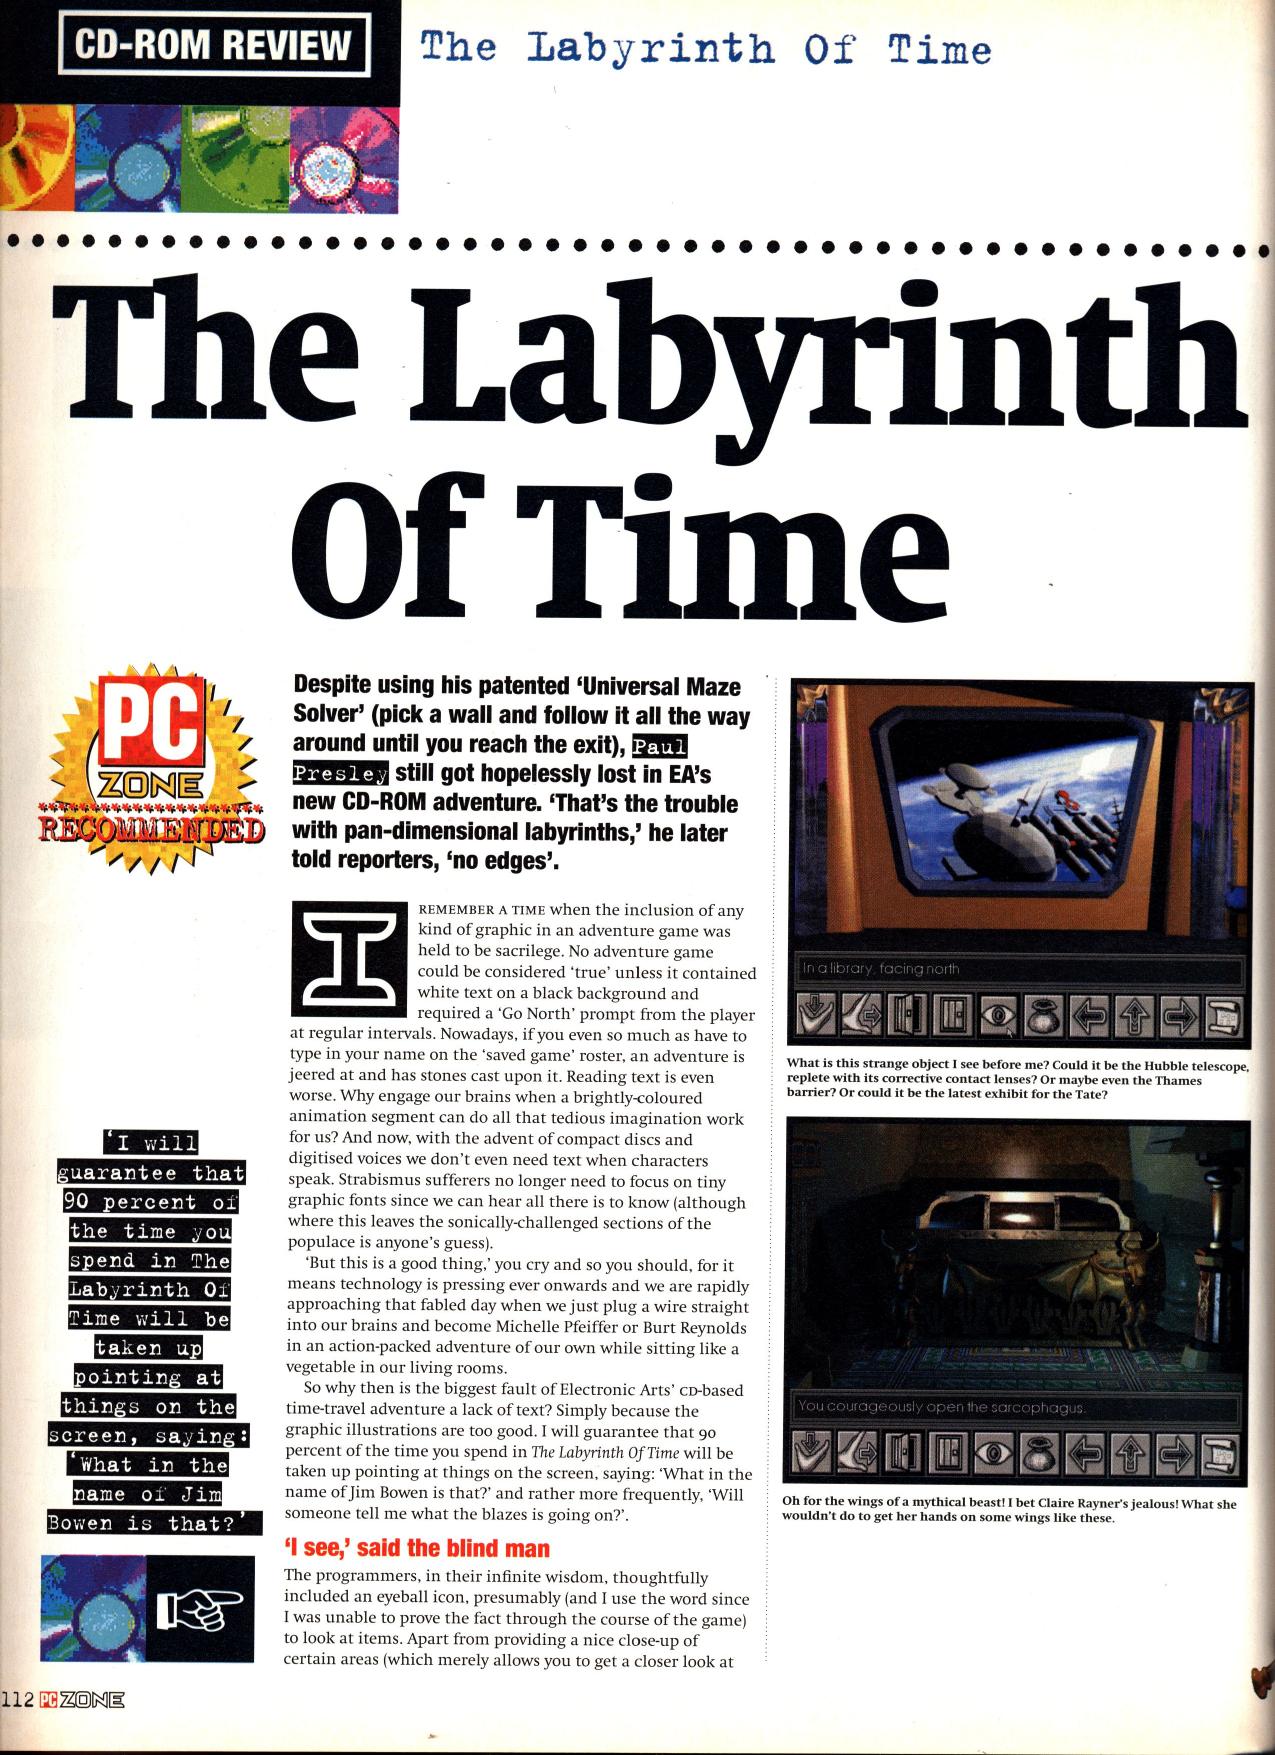 CD-ROM REVIEW
The Labyrinth Of Time
The Labyrinth
Of Time
PC
ZONE
RECOMMENDED
Despite using his patented ‘Universal Maze
Solver’ (pick a wall and follow it all the way
around until you reach the exit), Paul
Presley still got hopelessly lost in EA’s
new CD-ROM adventure. ‘That’s the trouble
with pan-dimensional labyrinths,’ he later
told reporters, ‘no edges’.
I REMEMBER A TIME when the inclusion of any
kind of graphic in an adventure game was
held to be sacrilege. No adventure game
could be considered ‘true’ unless it contained
white text on a black background and
required a ‘Go North’ prompt from the player
at regular intervals. Nowadays, if you even so much as have to
type in your name on the ‘saved game’ roster, an adventure is
jeered at and has stones cast upon it. Reading text is even
worse. Why engage our brains when a brightly-coloured
animation segment can do all that tedious imagination work
for us? And now, with the advent of compact discs and
digitised voices we don’t even need text when characters
speak. Strabismus sufferers no longer need to focus on tiny
graphic fonts since we can hear all there is to know (although
where this leaves the sonically-challenged sections of the
populace is anyone’s guess).
‘But this is a good thing,’ you cry and so you should, for it
means technology is pressing ever onwards and we are rapidly
approaching that fabled day when we just plug a wire straight
into our brains and become Michelle Pfeiffer or Burt Reynolds
in an action-packed adventure of our own while sitting like a
vegetable in our living rooms.
So why then is the biggest fault of Electronic Arts’ CD-based
time-travel adventure a lack of text? Simply because the
graphic illustrations are too good. I will guarantee that 90
percent of the time you spend in The Labyrinth Of Time will be
taken up pointing at things on the screen, saying: ‘What in the
name of Jim Bowen is that?’ and rather more frequently, ‘Will
someone tell me what the blazes is going on?’.
‘I see,’ said the blind man
The programmers, in their infinite wisdom, thoughtfully
included an eyeball icon, presumably (and I use the word since
I was unable to prove the fact through the course of the game)
to look at items. Apart from providing a nice close-up of
certain areas (which merely allows you to get a closer look at
‘I will
guarantee that
90 percent of
the time you
spend in The
Labyrinth Of
Time will be
taken up
pointing at
things on the
screen, saying:
‘What in the
name of Jim
Bowen is that?’
In a library, facing north
What is this strange object I see before me? Could it be the Hubble telescope,
replete with its corrective contact lenses? Or maybe even the Thames
barrier? Or could it be the latest exhibit for the Tate?
You courageously open the sarcophagus.
Oh for the wings of a mythical beast! I bet Claire Rayner’s jealous! What she
wouldn’t do to get her hands on some wings like these.
112 PC ZONE